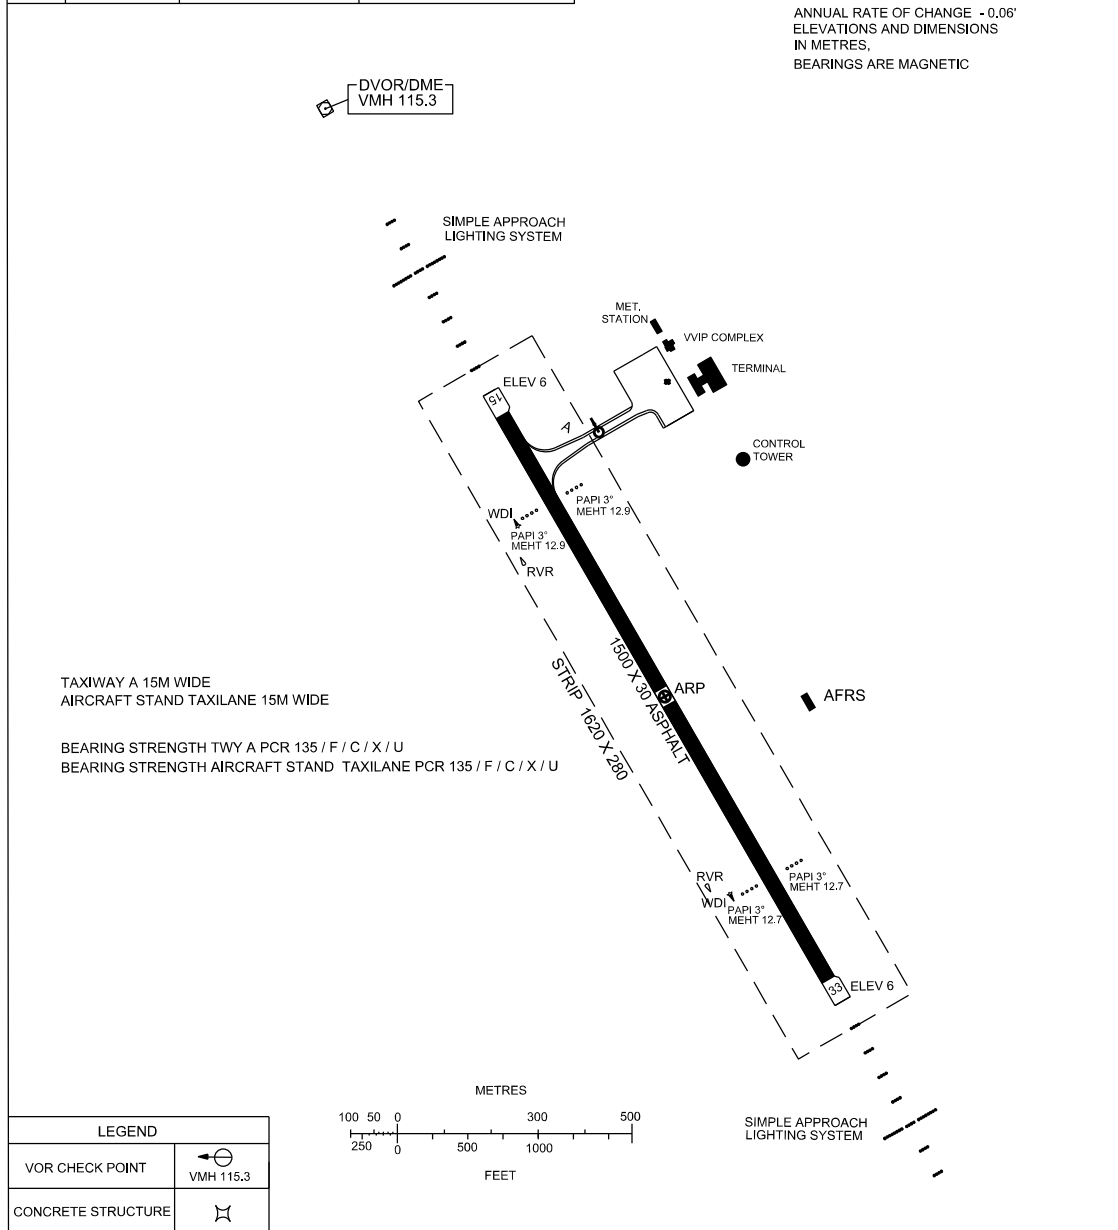 ANNUAL RATE OF CHANGE - 0.06'
ELEVATIONS AND DIMENSIONS
IN METRES,
BEARINGS ARE MAGNETIC
DVOR/DME
VMH 115.3
SIMPLE APPROACH
LIGHTING SYSTEM
MET.
STATION
VVIP COMPLEX
TERMINAL
ELEV 6
15
A
CONTROL
TOWER
PAPI 3°
MEHT 12.9
WDI
PAPI 3°
MEHT 12.9
RVR
1500 X 30 ASPHALT
STRIP 1620 X 280
ARP
AFRS
TAXIWAY A 15M WIDE
AIRCRAFT STAND TAXILANE 15M WIDE
BEARING STRENGTH TWY A PCR 135 / F / C / X / U
BEARING STRENGTH AIRCRAFT STAND TAXILANE PCR 135 / F / C / X / U
PAPI 3°
MEHT 12.7
RVR
WDI
PAPI 3°
MEHT 12.7
33
ELEV 6
METRES
100 50 0 300 500
250 0 500 1000
FEET
SIMPLE APPROACH
LIGHTING SYSTEM
LEGEND
VOR CHECK POINT
VMH 115.3
CONCRETE STRUCTURE